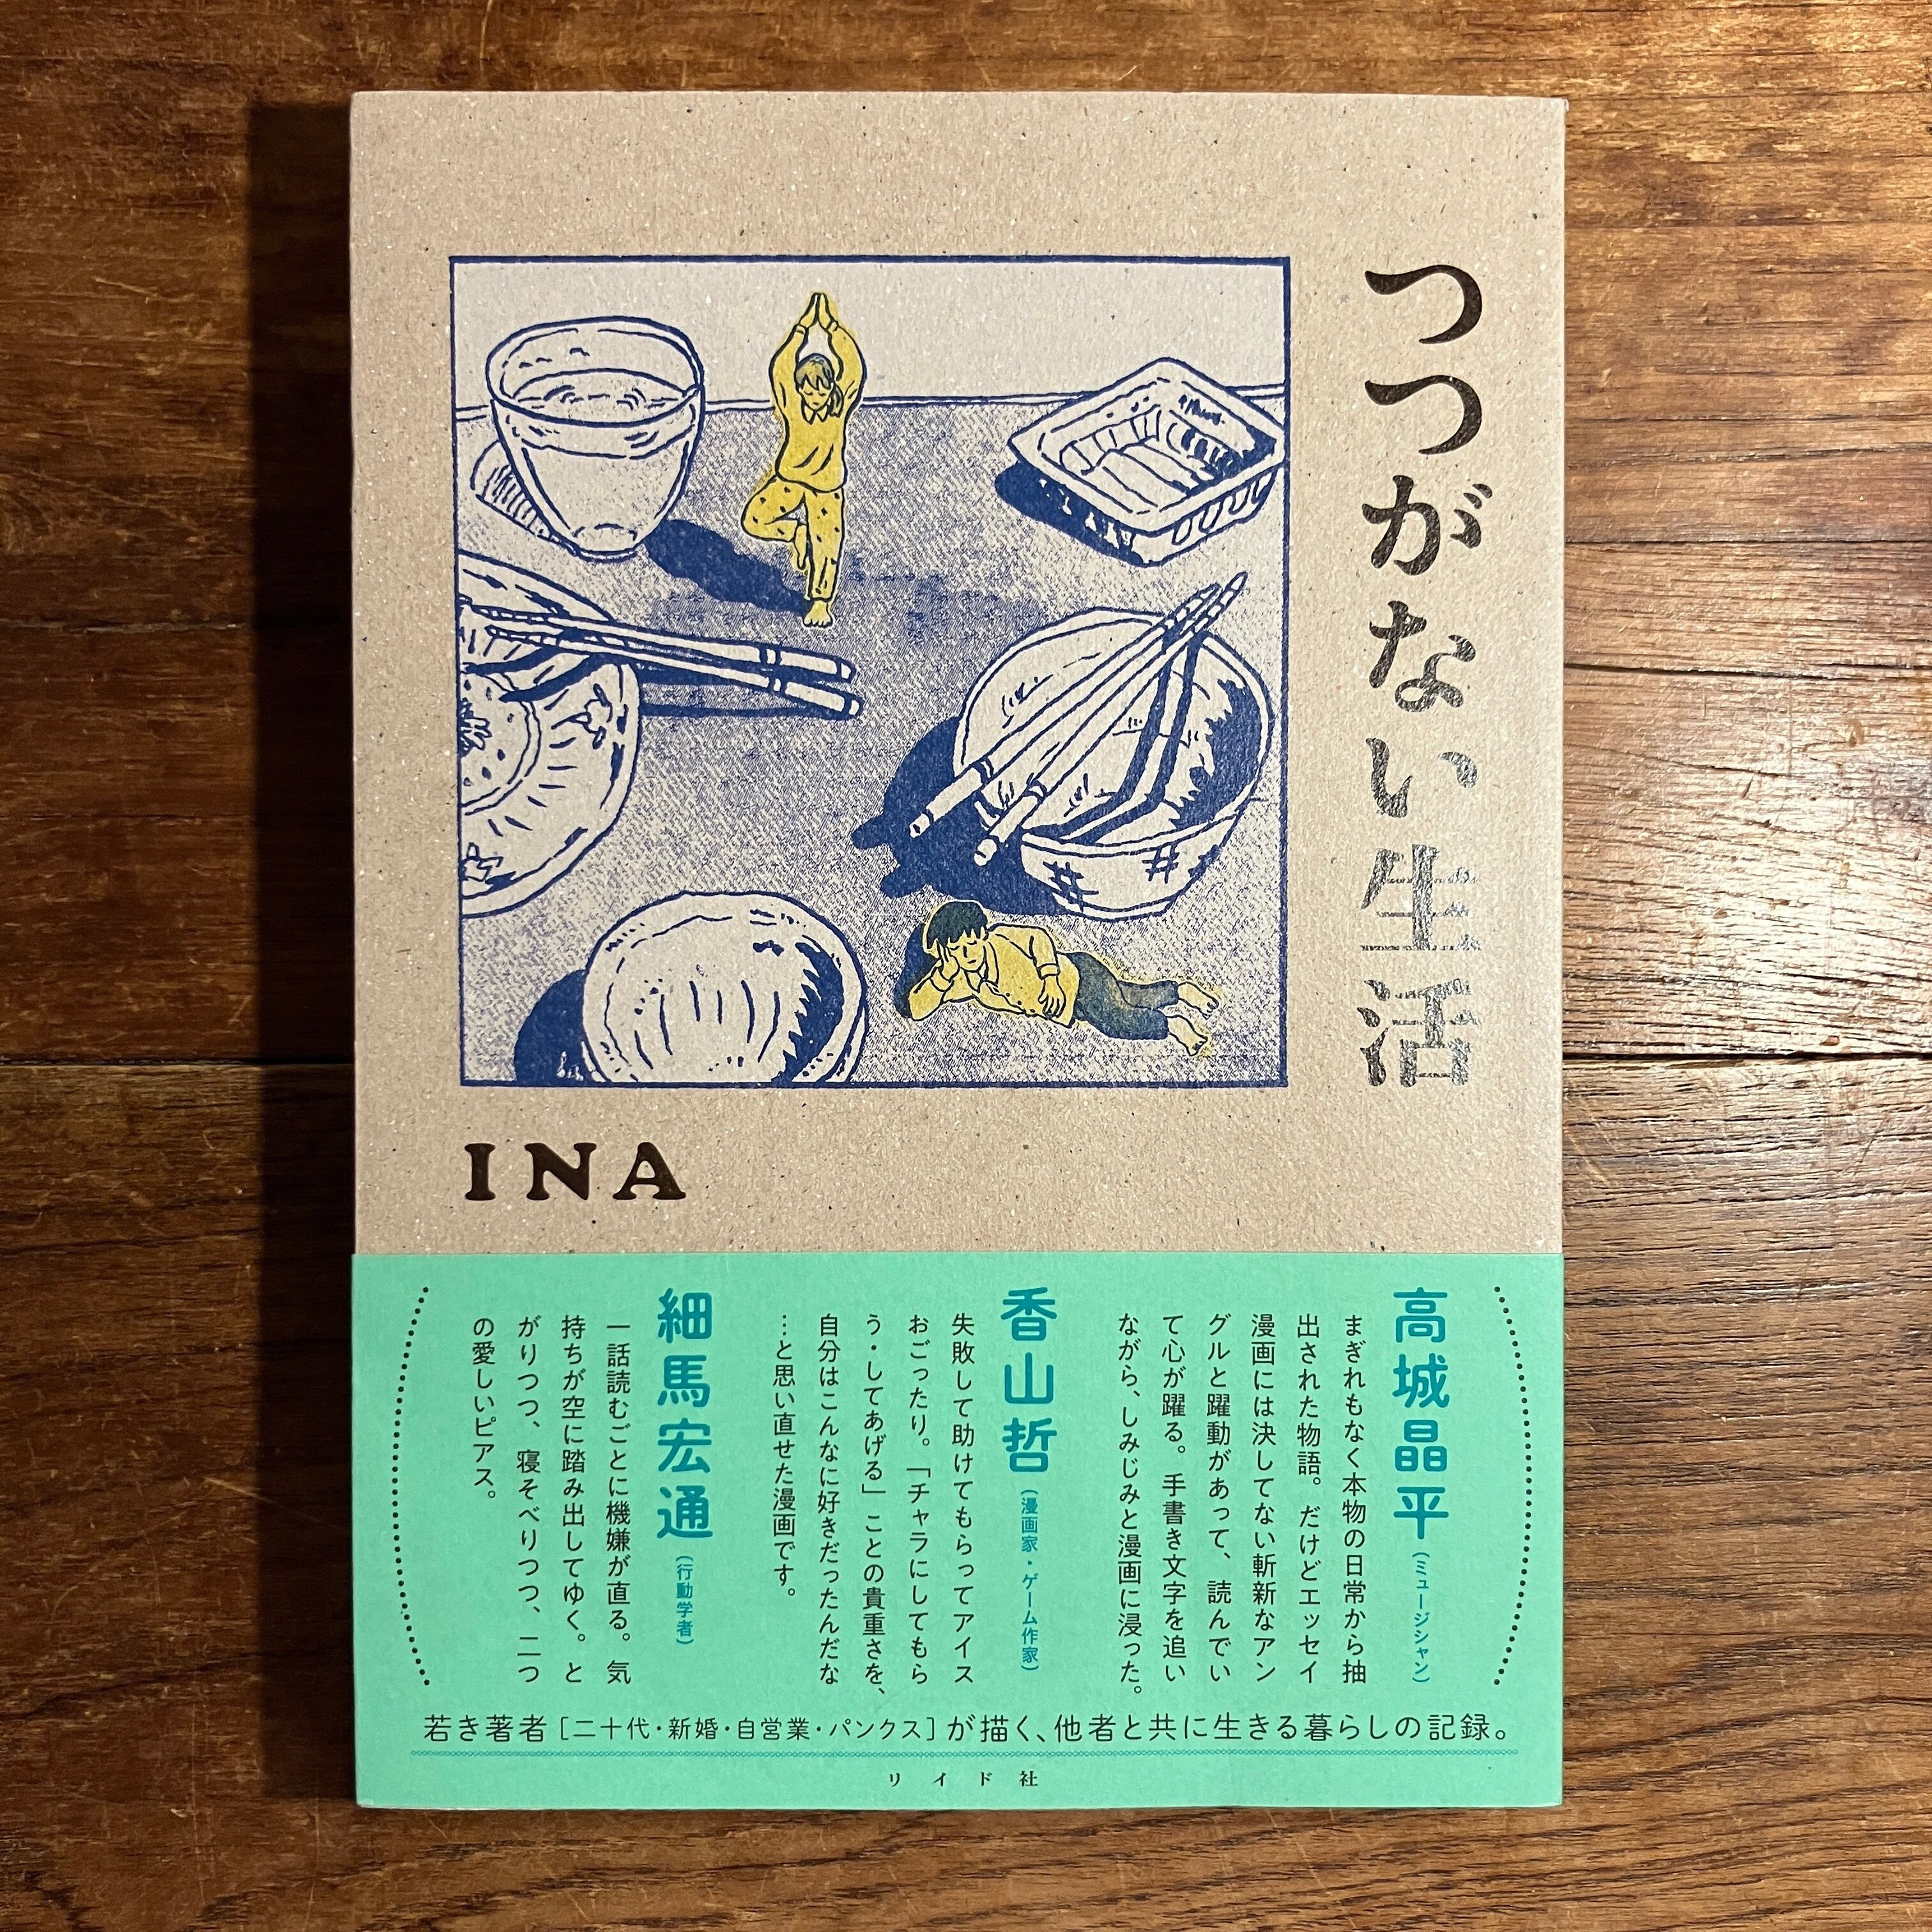 つつがない生活
INA
高城晶平(ミュージシャン)
まぎれもなく本物の日常から抽
出された物語。だけどエッセイ
漫画には決してない斬新なアン
グルと躍動があって、読んでい
て心が躍る。手書き文字を追い
ながら、しみじみと漫画に浸った。
香山哲(漫画家・ゲーム作家)
失敗して助けてもらってアイス
おごったり。「チャラにしてもら
う・してあげる」ことの貴重さを、
自分はこんなに好きだったんだな
…と思い直せた漫画です。
細馬宏通(行動学者)
一話読むごとに機嫌が直る。気
持ちが空に踏み出してゆく。と
がりつつ、寝そべりつつ、二つ
の愛しいピアス。
若き著者[二十代・新婚・自営業・パンクス]が描く、他者と共に生きる暮らしの記録。
リイド社